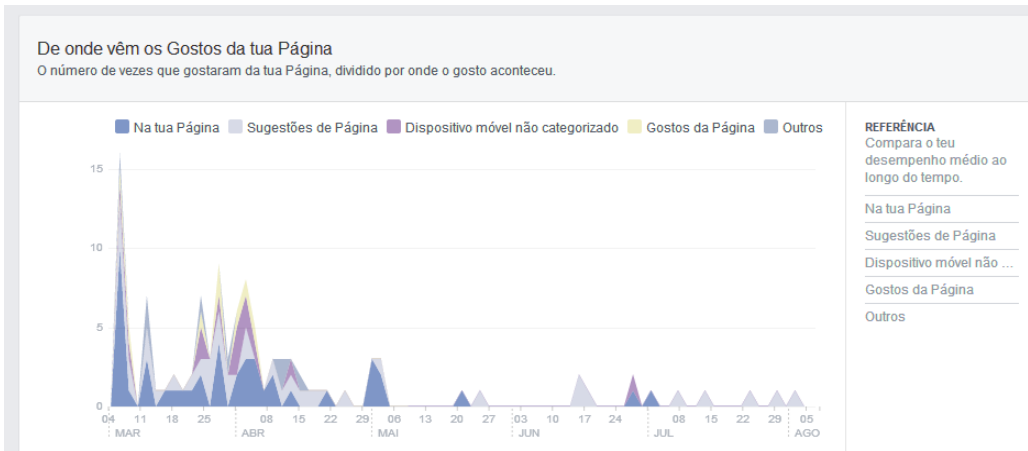 De onde vêm os Gostos da tua Página
O número de vezes que gostaram da tua Página, dividido por onde o gosto aconteceu.
Na tua Página Sugestões de Página Dispositivo móvel não categorizado Gostos da Página Outros
15
10
5
0
04 11 18 25 08 15 22 29 06 13 20 27 03 10 17 24 01 08 15 22 29 05
MAR ABR MAI JUN JUL AGO
REFERÊNCIA
Compara o teu
desempenho médio ao
longo do tempo.
Na tua Página
Sugestões de Página
Dispositivo móvel não ...
Gostos da Página
Outros